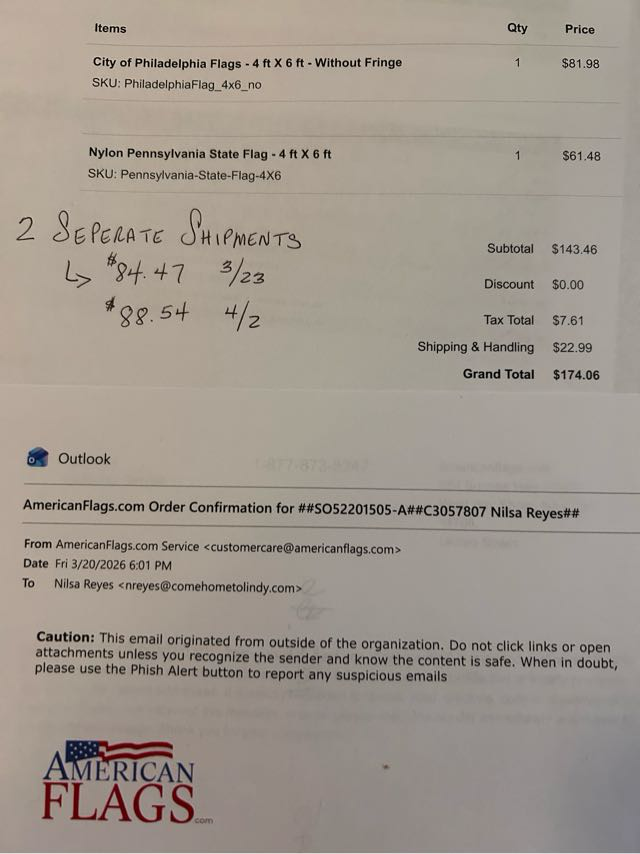 Items Qty Price
City of Philadelphia Flags - 4 ft X 6 ft - Without Fringe 1 $81.98
SKU: PhiladelphiaFlag_4x6_no
Nylon Pennsylvania State Flag - 4 ft X 6 ft 1 $61.48
SKU: Pennsylvania-State-Flag-4X6
2 SEPERATE SHIPMENTS
↳ $84.47 3/23
$88.54 4/2
Subtotal $143.46
Discount $0.00
Tax Total $7.61
Shipping & Handling $22.99
Grand Total $174.06
Outlook
AmericanFlags.com Order Confirmation for ##SO52201505-A##C3057807 Nilsa Reyes##
From AmericanFlags.com Service <customercare@americanflags.com>
Date Fri 3/20/2026 6:01 PM
To Nilsa Reyes <nreyes@comehometolindy.com>
Caution: This email originated from outside of the organization. Do not click links or open
attachments unless you recognize the sender and know the content is safe. When in doubt,
please use the Phish Alert button to report any suspicious emails
AMERICAN
FLAGS.com